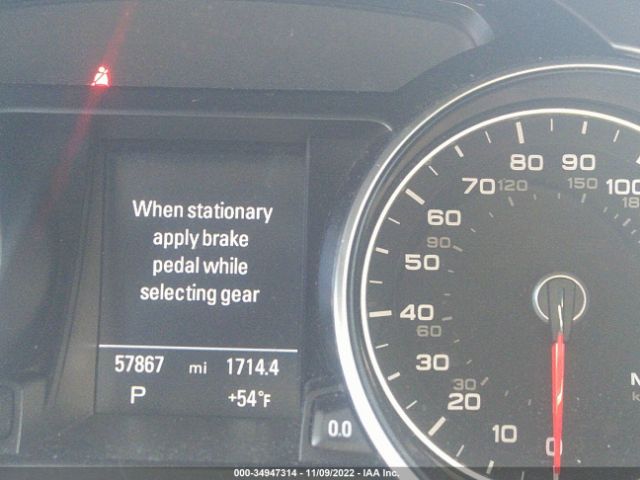 When stationary
apply brake
pedal while
selecting gear
57867 mi 1714.4
P +54°F
0.0
0 10 20 30 40 50 60 70 80 90 100
30 60 90 120 150
000-34947314 - 11/09/2022 - IAA Inc.